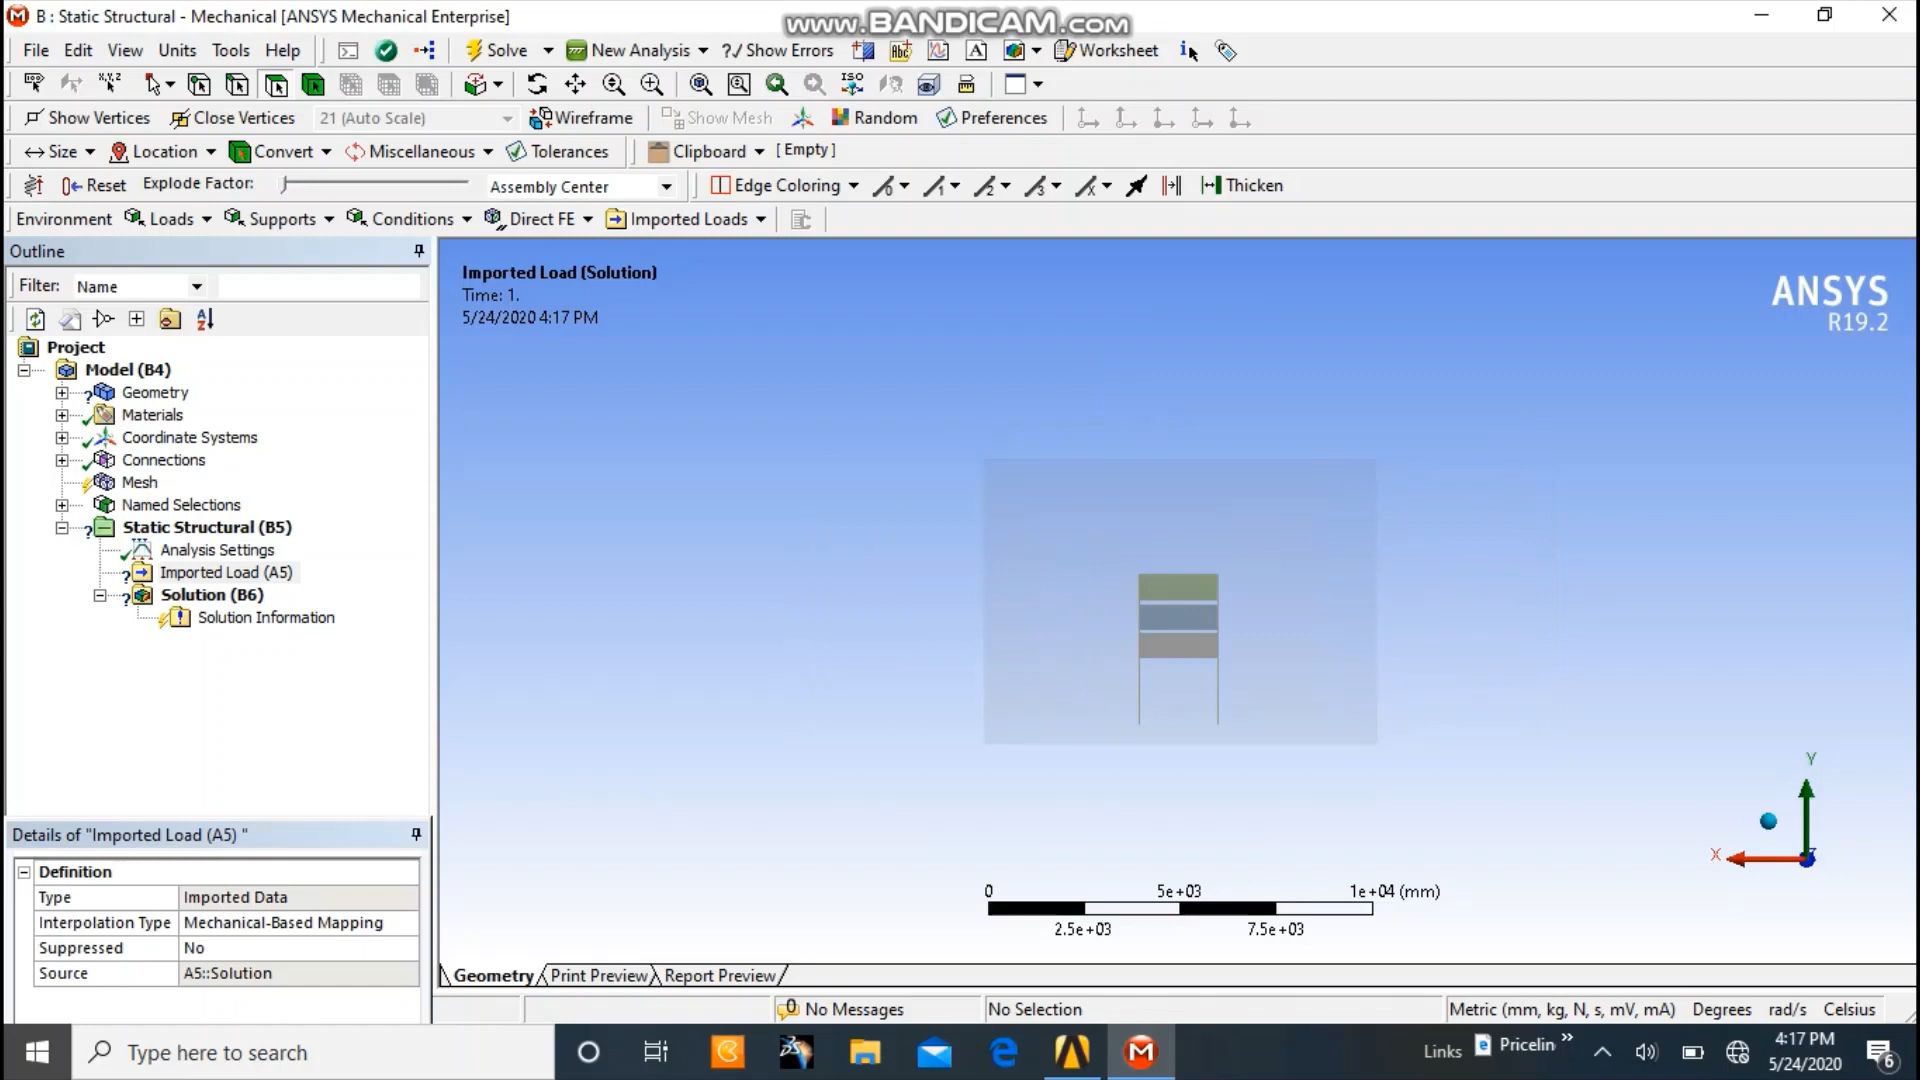 B : Static Structural - Mechanical [ANSYS Mechanical Enterprise]
www.BANDICAM.com
File Edit View Units Tools Help Solve New Analysis ?/ Show Errors Worksheet
Show Vertices Close Vertices 21 (Auto Scale) Wireframe Show Mesh Random Preferences
Size Location Convert Miscellaneous Tolerances Clipboard [ Empty ]
Reset Explode Factor: Assembly Center Edge Coloring Thicken
Environment Loads Supports Conditions Direct FE Imported Loads
Outline
Filter: Name
Project
Model (B4)
Geometry
Materials
Coordinate Systems
Connections
Mesh
Named Selections
Static Structural (B5)
Analysis Settings
Imported Load (A5)
Solution (B6)
Solution Information
Details of "Imported Load (A5) "
Definition
Type Imported Data
Interpolation Type Mechanical-Based Mapping
Suppressed No
Source A5::Solution
Imported Load (Solution)
Time: 1.
5/24/2020 4:17 PM
ANSYS
R19.2
Y
X
Z
0 5e+03 1e+04 (mm)
2.5e+03 7.5e+03
Geometry Print Preview Report Preview
0 No Messages No Selection Metric (mm, kg, N, s, mV, mA) Degrees rad/s Celsius
Type here to search Links Pricelin » 4:17 PM
5/24/2020
6